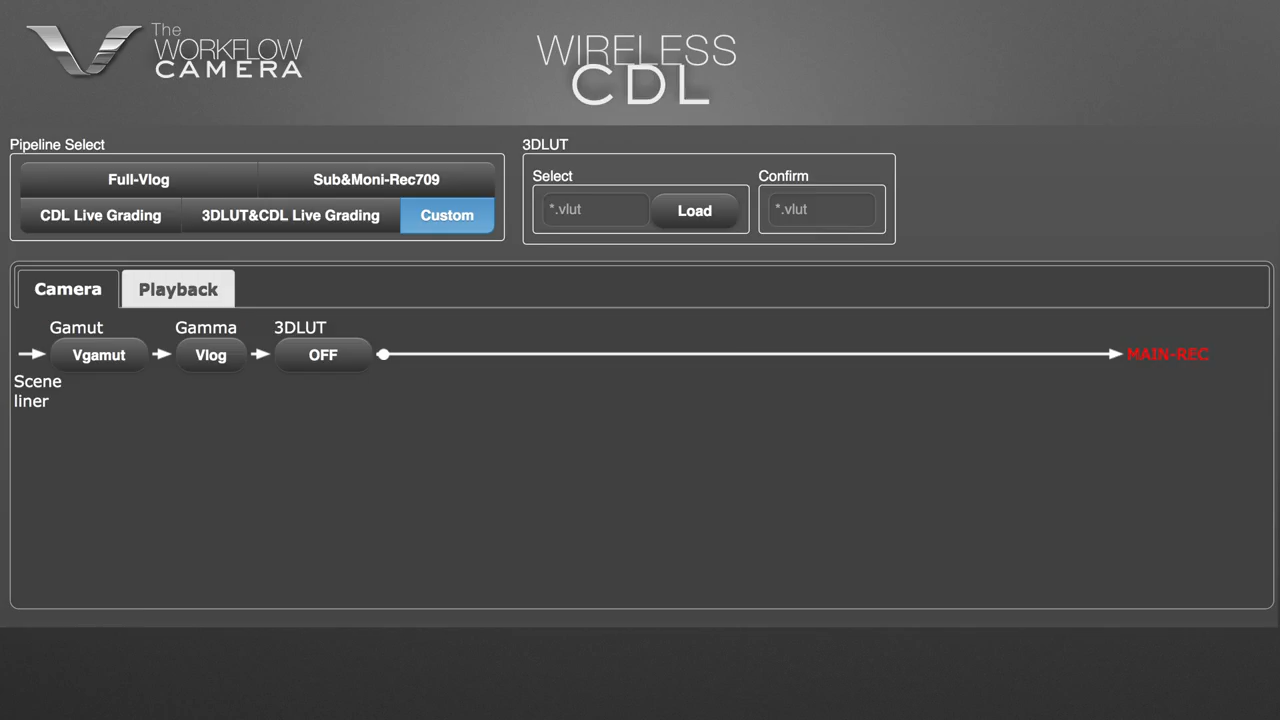 The
WORKFLOW
CAMERA
WIRELESS
CDL
Pipeline Select
Full-Vlog
Sub&Moni-Rec709
CDL Live Grading
3DLUT&CDL Live Grading
Custom
3DLUT
Select
*.vlut
Load
Confirm
*.vlut
Camera
Playback
Gamut
Gamma
3DLUT
Vgamut
Vlog
OFF
MAIN-REC
Scene
liner